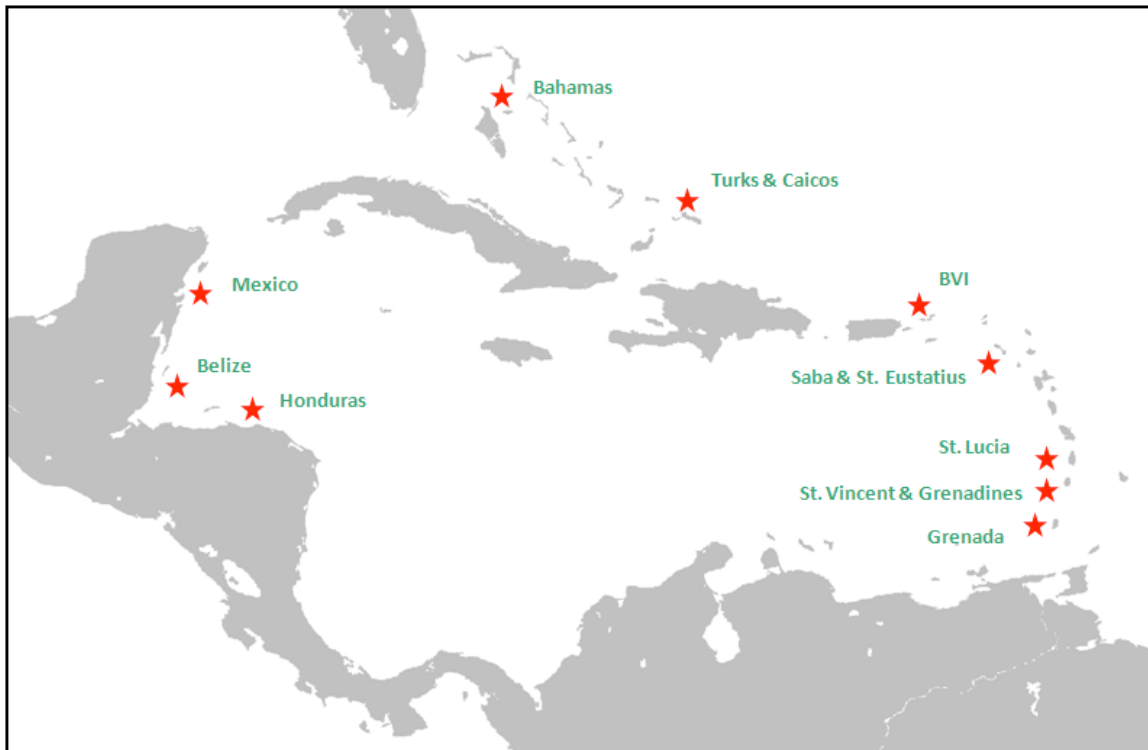 Bahamas
Turks & Caicos
BVI
Mexico
Belize
Saba & St. Eustatius
Honduras
St. Lucia
St. Vincent & Grenadines
Grenada